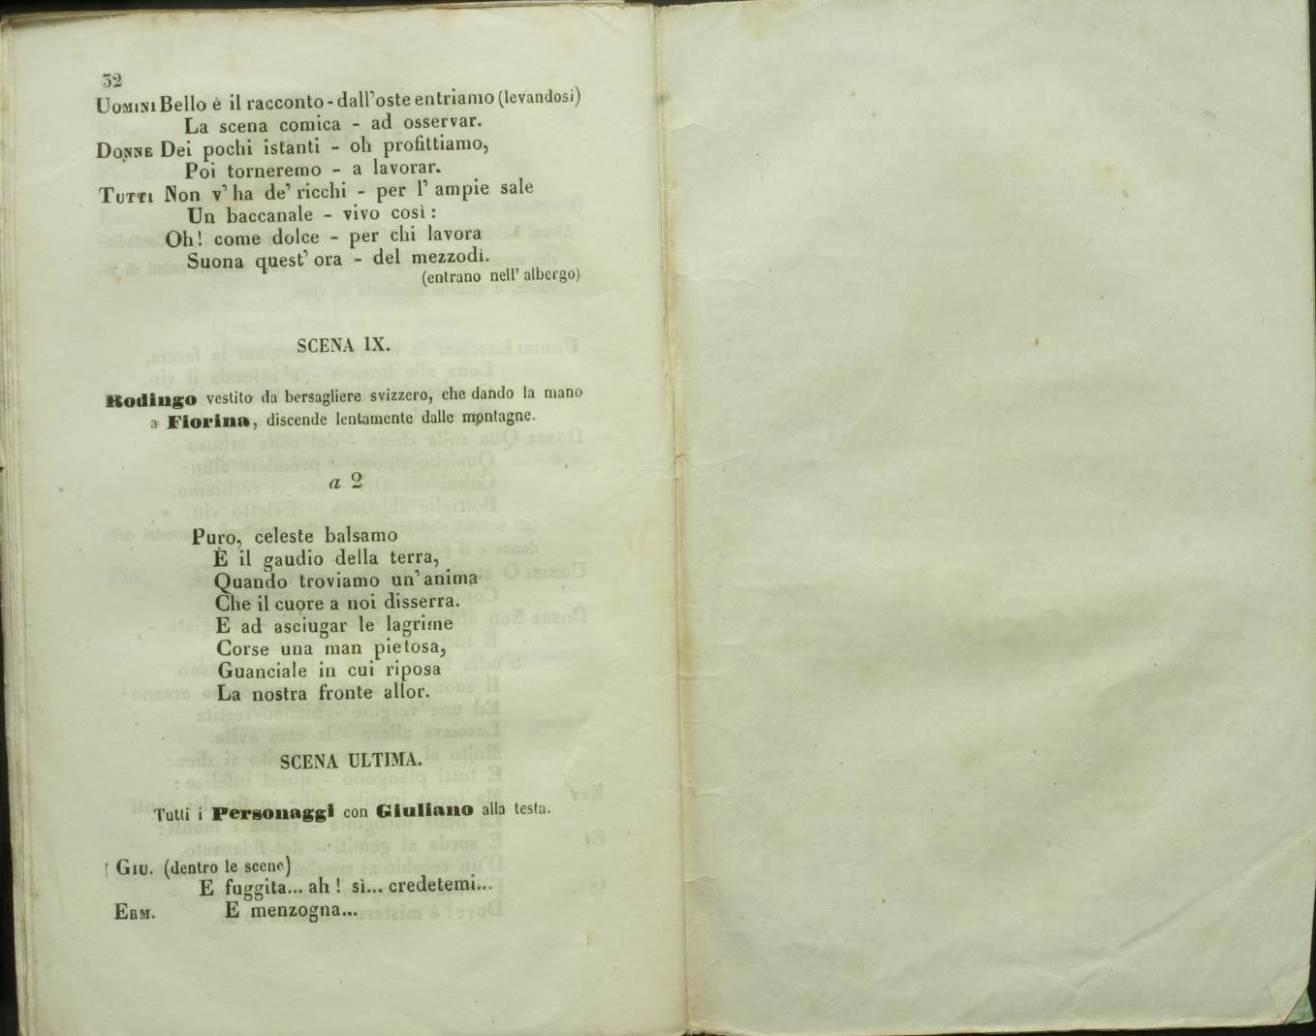 32
UOMINI Bello è il racconto - dall'oste entriamo (levandosi)
La scena comica - ad osservar.
DONNE Dei pochi istanti - oh profittiamo,
Poi torneremo - a lavorar.
TUTTI Non v' ha de' ricchi - per l' ampie sale
Un baccanale - vivo così :
Oh! come dolce - per chi lavora
Suona quest' ora - del mezzodì.
(entrano nell' albergo)
SCENA IX.
Rodingo vestito da bersagliere svizzero, che dando la mano
a Fiorina, discende lentamente dalle montagne.
a 2
Puro, celeste balsamo
È il gaudio della terra,
Quando troviamo un' anima
Che il cuore a noi disserra.
E ad asciugar le lagrime
Corse una man pietosa,
Guanciale in cui riposa
La nostra fronte allor.
SCENA ULTIMA.
Tutti i Personaggi con Giuliano alla testa.
GIU. (dentro le scene)
E fuggita... ah ! sì... credetemi...
ERM. E menzogna...